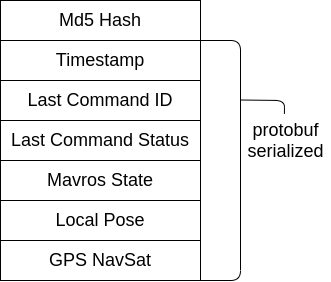 Md5 Hash
Timestamp
Last Command ID
Last Command Status
Mavros State
Local Pose
GPS NavSat
protobuf
serialized